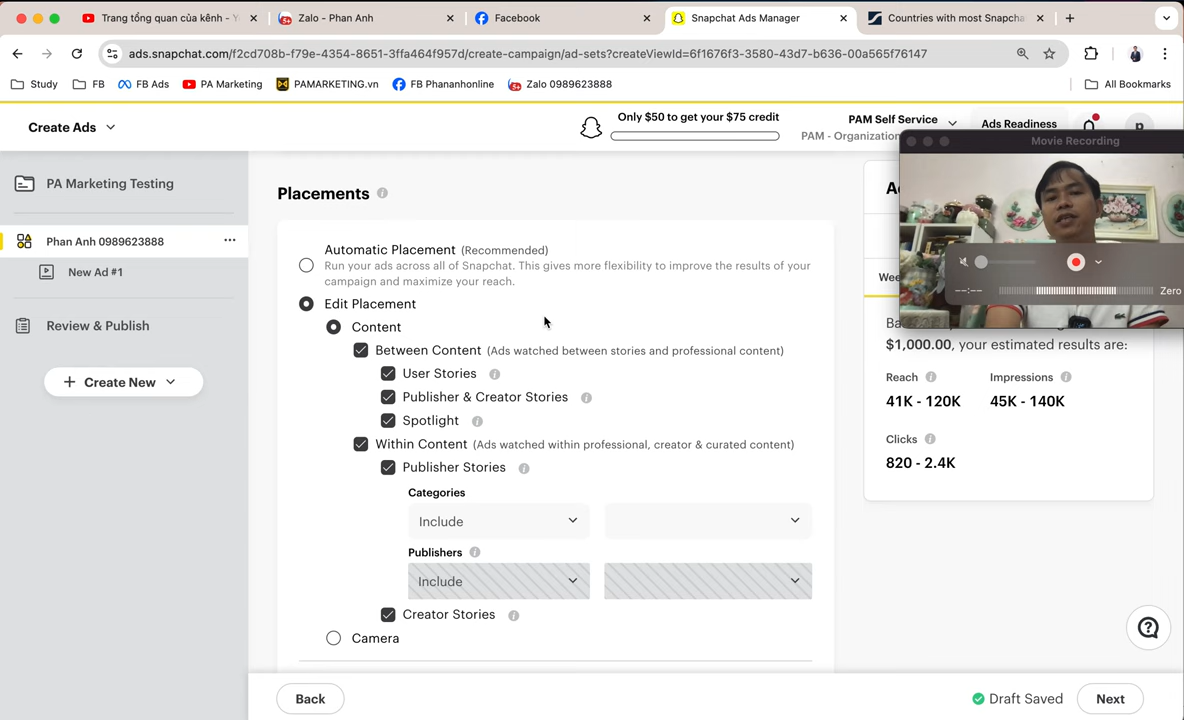 Trang tổng quan của kênh - Y
Zalo - Phan Anh
Facebook
Snapchat Ads Manager
Countries with most Snapcha
ads.snapchat.com/f2cd708b-f79e-4354-8651-3ffa464f957d/create-campaign/ad-sets?createViewId=6f1676f3-3580-43d7-b636-00a565f76147
Study
FB
FB Ads
PA Marketing
PAMARKETING.vn
FB Phananhonline
Zalo 0989623888
All Bookmarks
Create Ads
Only $50 to get your $75 credit
PAM Self Service
PAM - Organization
Ads Readiness
p
Movie Recording
--:--
Zero
PA Marketing Testing
Phan Anh 0989623888
New Ad #1
Review & Publish
+ Create New
Placements
Automatic Placement (Recommended)
Run your ads across all of Snapchat. This gives more flexibility to improve the results of your
campaign and maximize your reach.
Edit Placement
Content
Between Content (Ads watched between stories and professional content)
User Stories
Publisher & Creator Stories
Spotlight
Within Content (Ads watched within professional, creator & curated content)
Publisher Stories
Categories
Include
Publishers
Include
Creator Stories
Camera
$1,000.00, your estimated results are:
Reach
Impressions
41K - 120K
45K - 140K
Clicks
820 - 2.4K
Back
Draft Saved
Next